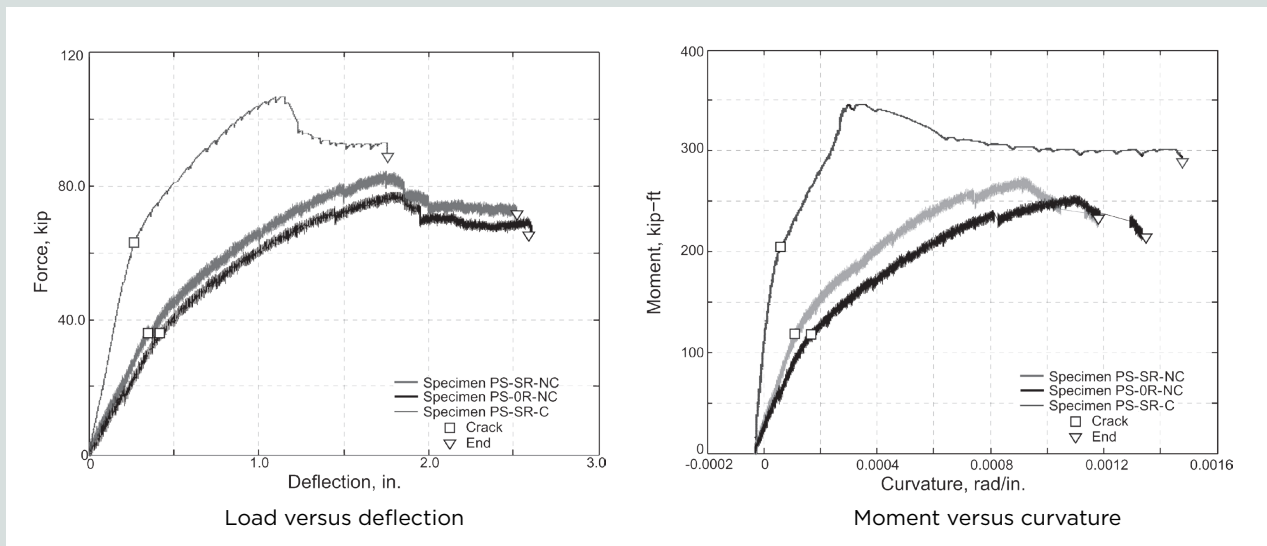 120
80.0
40.0
0
Force, kip
0
1.0
2.0
3.0
Deflection, in.
Specimen PS-SR-NC
Specimen PS-0R-NC
Specimen PS-SR-C
Crack
End
Load versus deflection
400
300
200
100
0
Moment, kip–ft
-0.0002
0
0.0004
0.0008
0.0012
0.0016
Curvature, rad/in.
Specimen PS-SR-NC
Specimen PS-0R-NC
Specimen PS-SR-C
Crack
End
Moment versus curvature